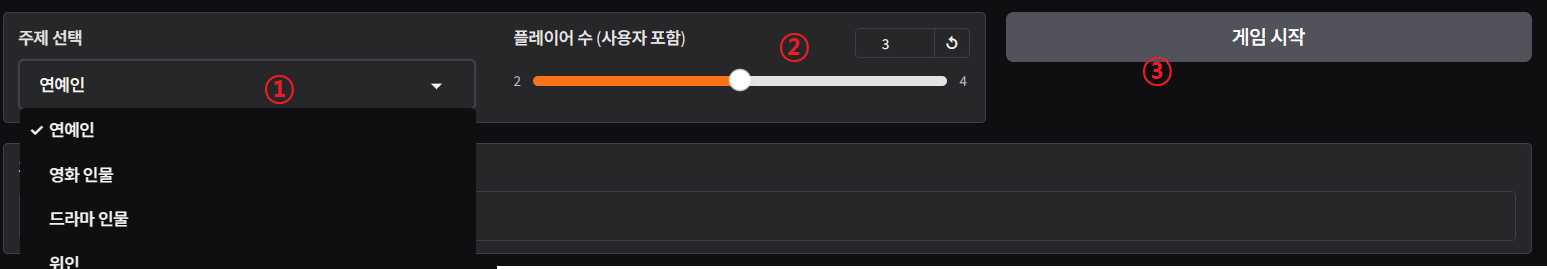 주제 선택
플레이어 수 (사용자 포함)
②
3
게임 시작
연예인
①
2
4
③
연예인
영화 인물
드라마 인물
위인